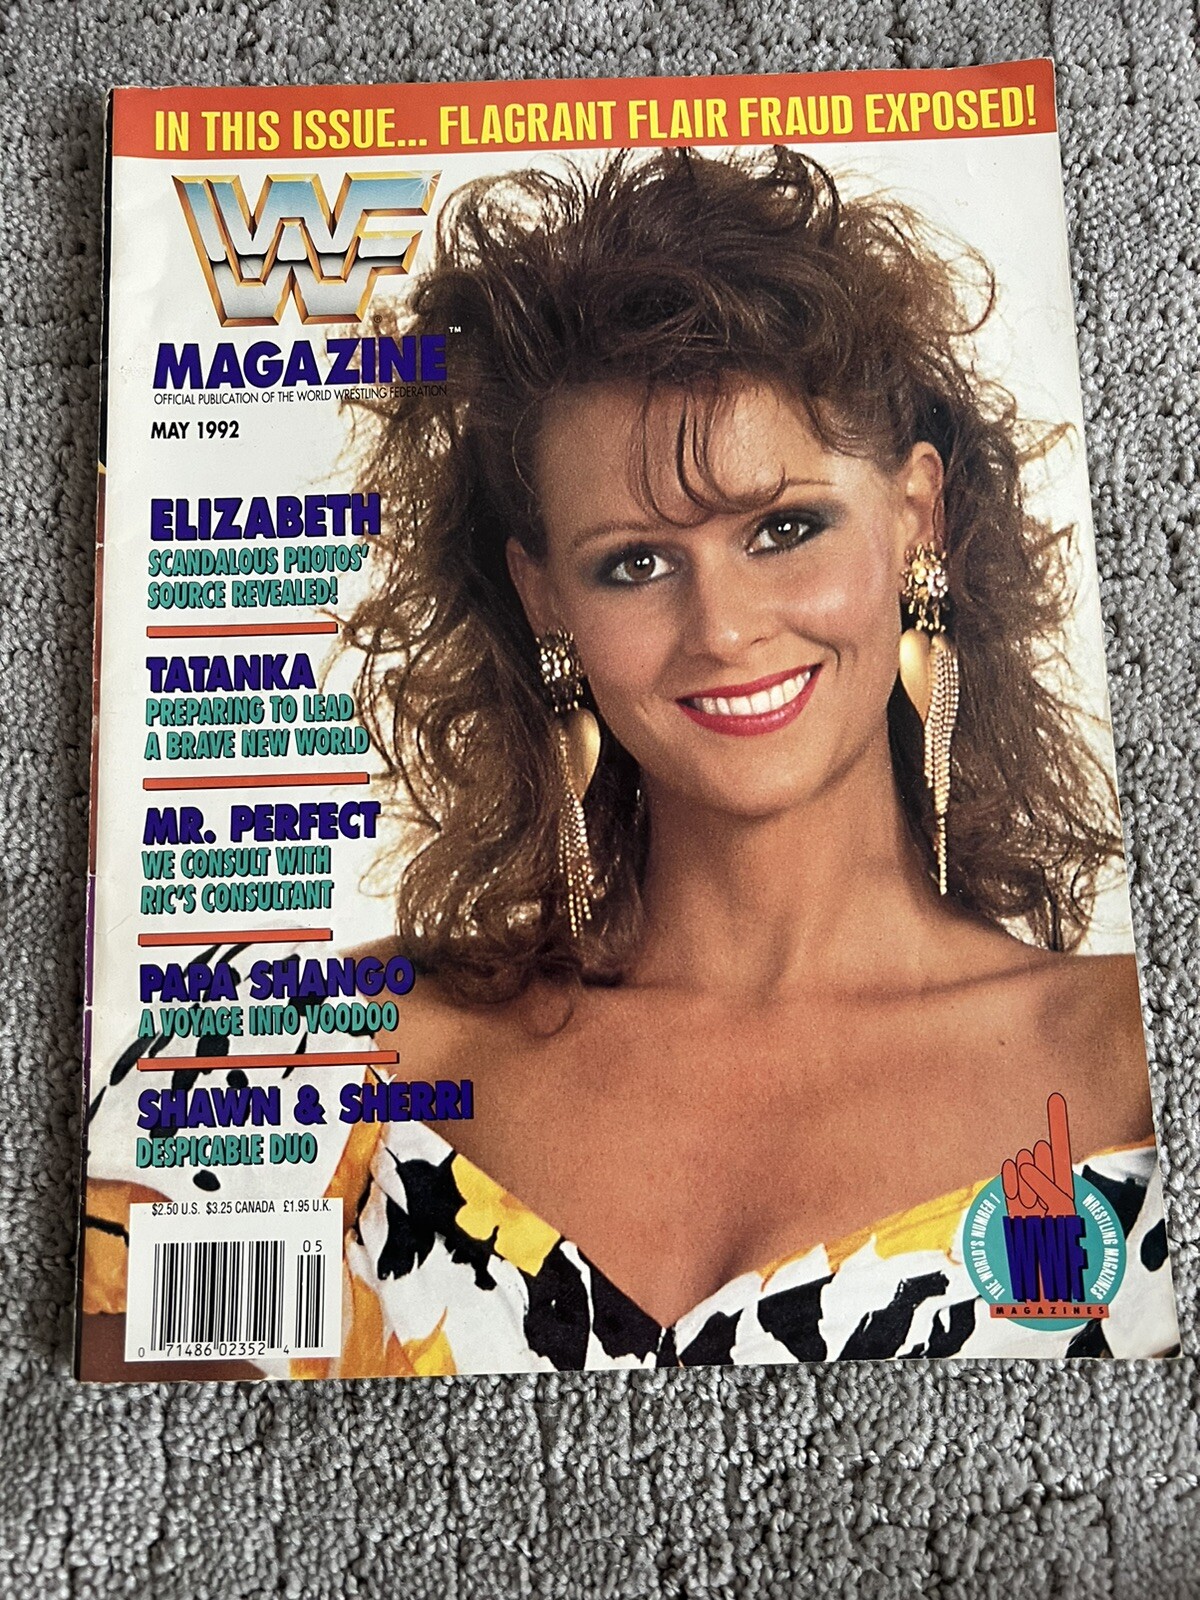 IN THIS ISSUE... FLAGRANT FLAIR FRAUD EXPOSED!
WWF
MAGAZINE™
OFFICIAL PUBLICATION OF THE WORLD WRESTLING FEDERATION
MAY 1992
ELIZABETH
SCANDALOUS PHOTOS'
SOURCE REVEALED!
TATANKA
PREPARING TO LEAD
A BRAVE NEW WORLD
MR. PERFECT
WE CONSULT WITH
RIC'S CONSULTANT
PAPA SHANGO
A VOYAGE INTO VOODOO
SHAWN & SHERRI
DESPICABLE DUO
$2.50 U.S. $3.25 CANADA £1.95 U.K.
05
0 71486 02352 4
THE WORLD'S NUMBER 1
WRESTLING MAGAZINES
WWF
MAGAZINES